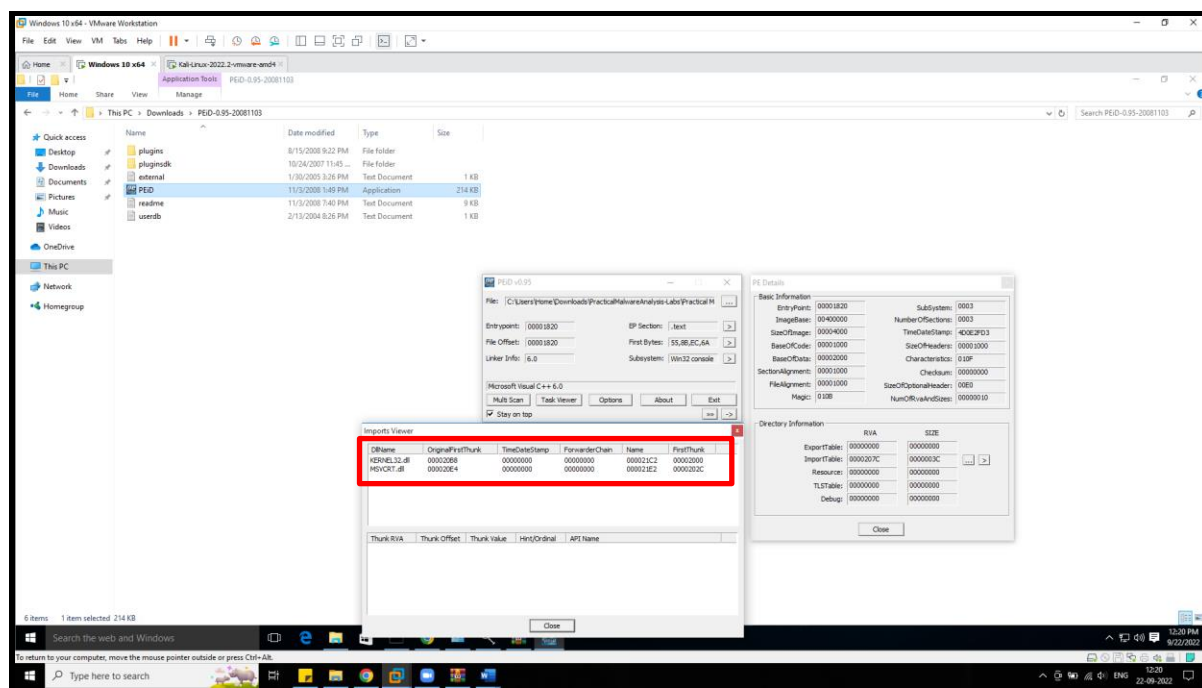 Windows 10 x64 - VMware Workstation
File Edit View VM Tabs Help
Home Windows 10 x64 Kali-Linux-2022.2-vmware-amd4
Application Tools PEiD-0.95-20081103
File Home Share View Manage
This PC > Downloads > PEiD-0.95-20081103
Search PEiD-0.95-20081103
Name Date modified Type Size
Quick access
Desktop
Downloads
Documents
Pictures
Music
Videos
OneDrive
This PC
Network
Homegroup
plugins 8/15/2008 9:22 PM File folder
pluginsdk 10/24/2007 11:45 ... File folder
external 1/30/2005 3:26 PM Text Document 1 KB
PEiD 11/3/2008 1:49 PM Application 214 KB
readme 11/3/2008 7:40 PM Text Document 9 KB
userdb 2/13/2004 8:26 PM Text Document 1 KB
PEiD v0.95
File: C:\Users\Home\Downloads\PracticalMalwareAnalysis-Labs\Practical M ...
Entrypoint: 00001820 EP Section: .text >
File Offset: 00001820 First Bytes: 55,8B,EC,6A >
Linker Info: 6.0 Subsystem: Win32 console >
Microsoft Visual C++ 6.0
Multi Scan Task Viewer Options About Exit
Stay on top >> ->
PE Details
Basic Information
EntryPoint: 00001820 SubSystem: 0003
ImageBase: 00400000 NumberOfSections: 0003
SizeOfImage: 00004000 TimeDateStamp: 4D0E2FD3
BaseOfCode: 00001000 SizeOfHeaders: 00001000
BaseOfData: 00002000 Characteristics: 010F
SectionAlignment: 00001000 Checksum: 00000000
FileAlignment: 00001000 SizeOfOptionalHeader: 00E0
Magic: 010B NumOfRvaAndSizes: 00000010
Directory Information
RVA SIZE
ExportTable: 00000000 00000000
ImportTable: 0000207C 0000003C ... >
Resource: 00000000 00000000
TLSTable: 00000000 00000000
Debug: 00000000 00000000
Close
Imports Viewer
DllName OriginalFirstThunk TimeDateStamp ForwarderChain Name FirstThunk
KERNEL32.dll 000020B8 00000000 00000000 000021C2 00002000
MSVCRT.dll 000020E4 00000000 00000000 000021E2 0000202C
Thunk RVA Thunk Offset Thunk Value Hint/Ordinal API Name
Close
6 items 1 item selected 214 KB
Search the web and Windows
12:20 PM
9/22/2022
To return to your computer, move the mouse pointer outside or press Ctrl+Alt.
Type here to search
ENG
12:20
22-09-2022